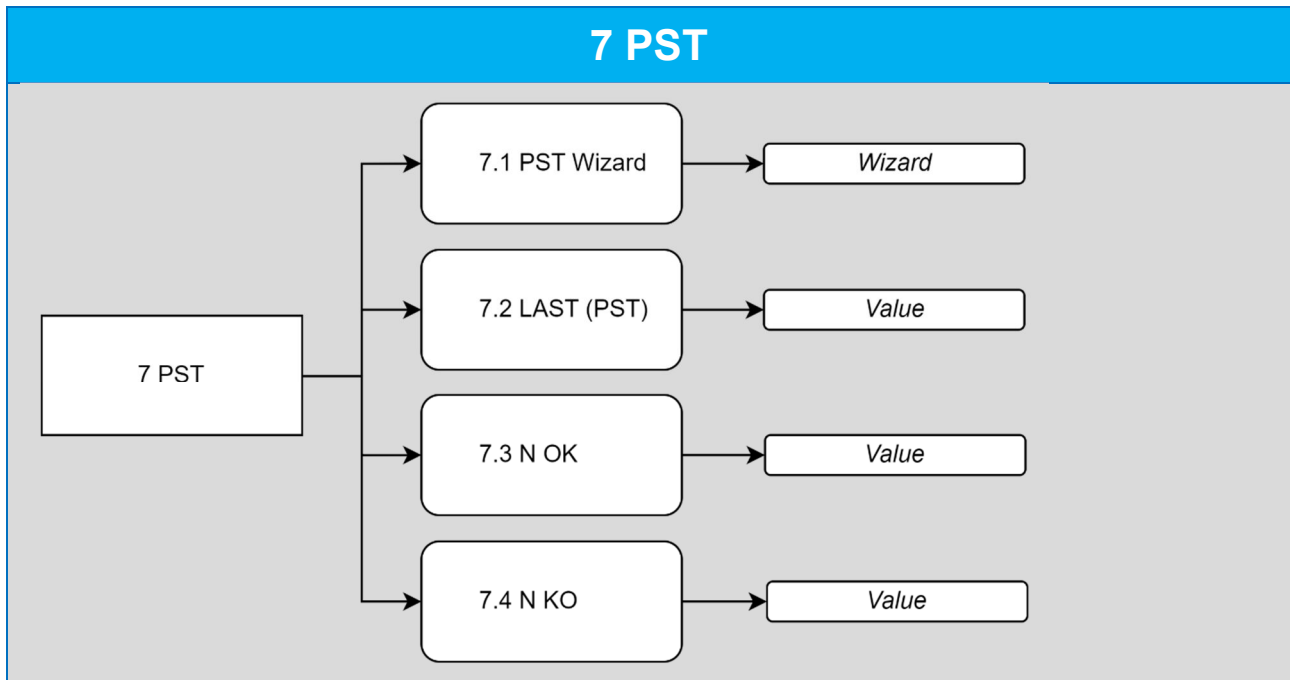 7 PST
7.1 PST Wizard
Wizard
7.2 LAST (PST)
Value
7 PST
7.3 N OK
Value
7.4 N KO
Value